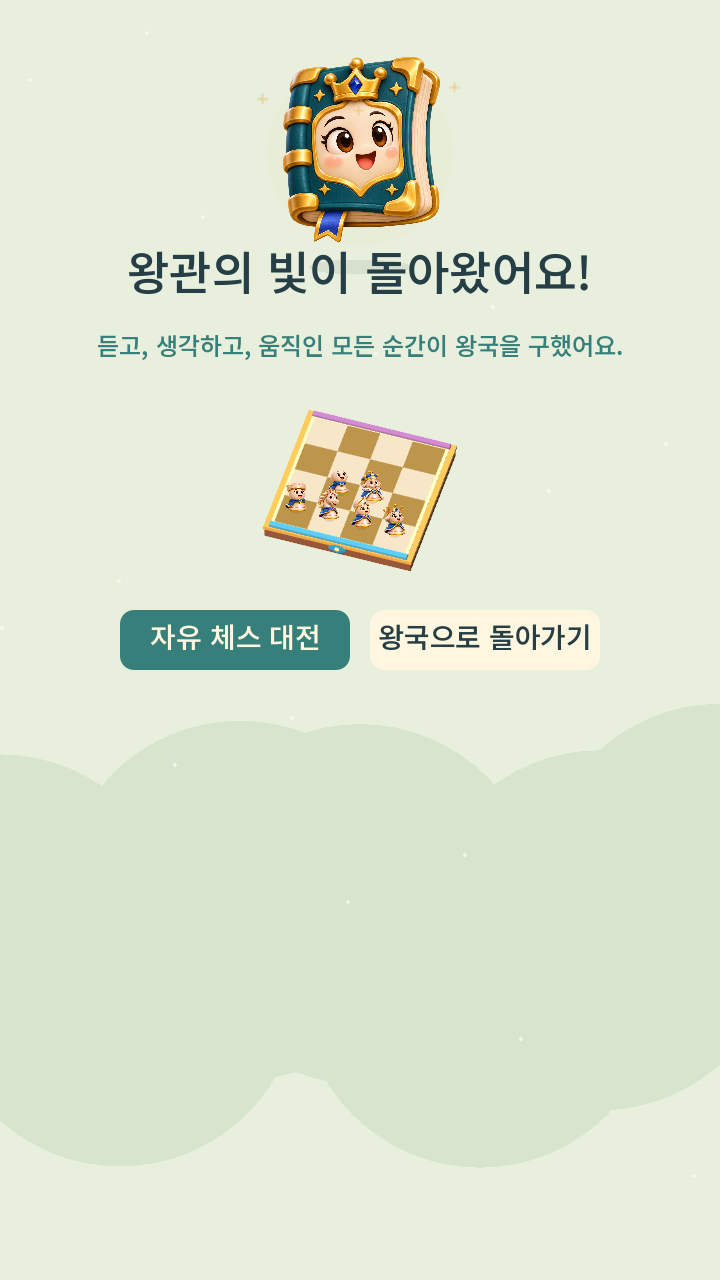 왕관의 빛이 돌아왔어요!
듣고, 생각하고, 움직인 모든 순간이 왕국을 구했어요.
자유 체스 대전
왕국으로 돌아가기